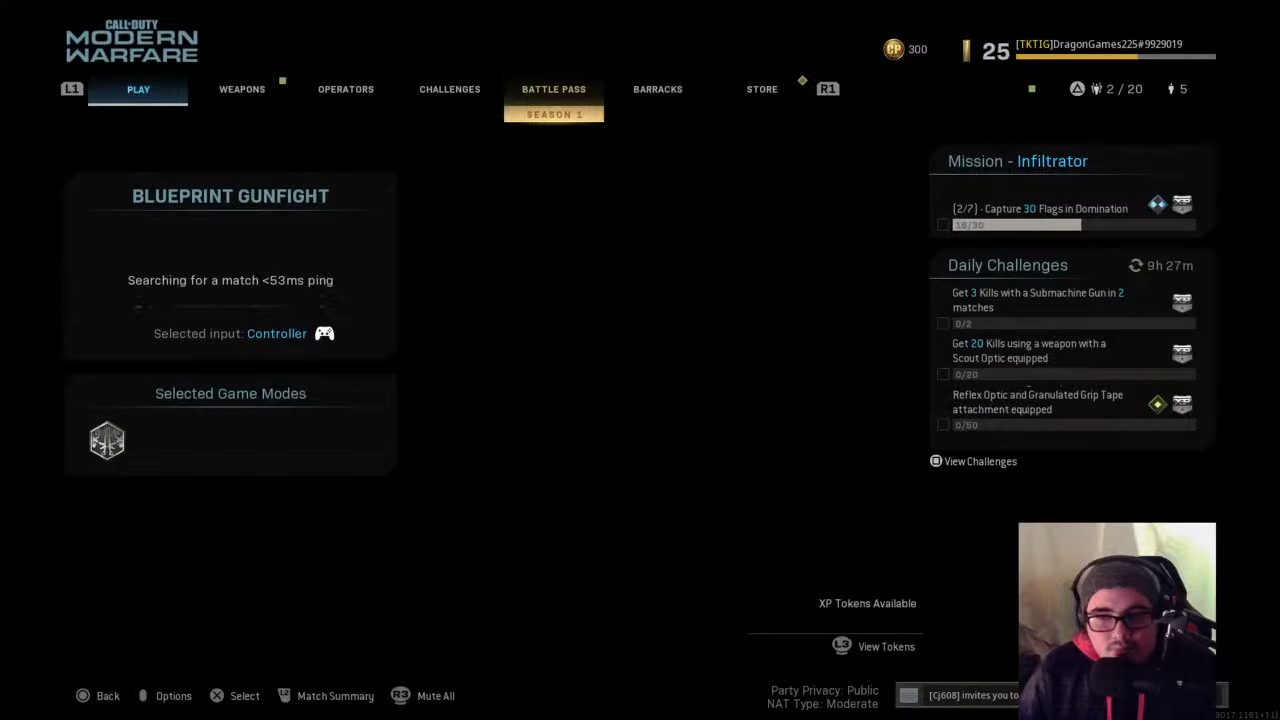 CALL OF DUTY
MODERN
WARFARE
CP 300
25
[TKTIG]DragonGames225#9929019
L1
PLAY
WEAPONS
OPERATORS
CHALLENGES
BATTLE PASS
SEASON 1
BARRACKS
STORE
R1
2 / 20
5
BLUEPRINT GUNFIGHT
Searching for a match <53ms ping
Selected input: Controller
Selected Game Modes
Mission - Infiltrator
(2/7) - Capture 30 Flags in Domination
16/30
Daily Challenges
9h 27m
Get 3 Kills with a Submachine Gun in 2
matches
0/2
Get 20 Kills using a weapon with a
Scout Optic equipped
0/20
Reflex Optic and Granulated Grip Tape
attachment equipped
0/50
View Challenges
XP Tokens Available
L3 View Tokens
Back
Options
Select
L2 Match Summary
R3 Mute All
Party Privacy: Public
NAT Type: Moderate
[Cj608] invites you to